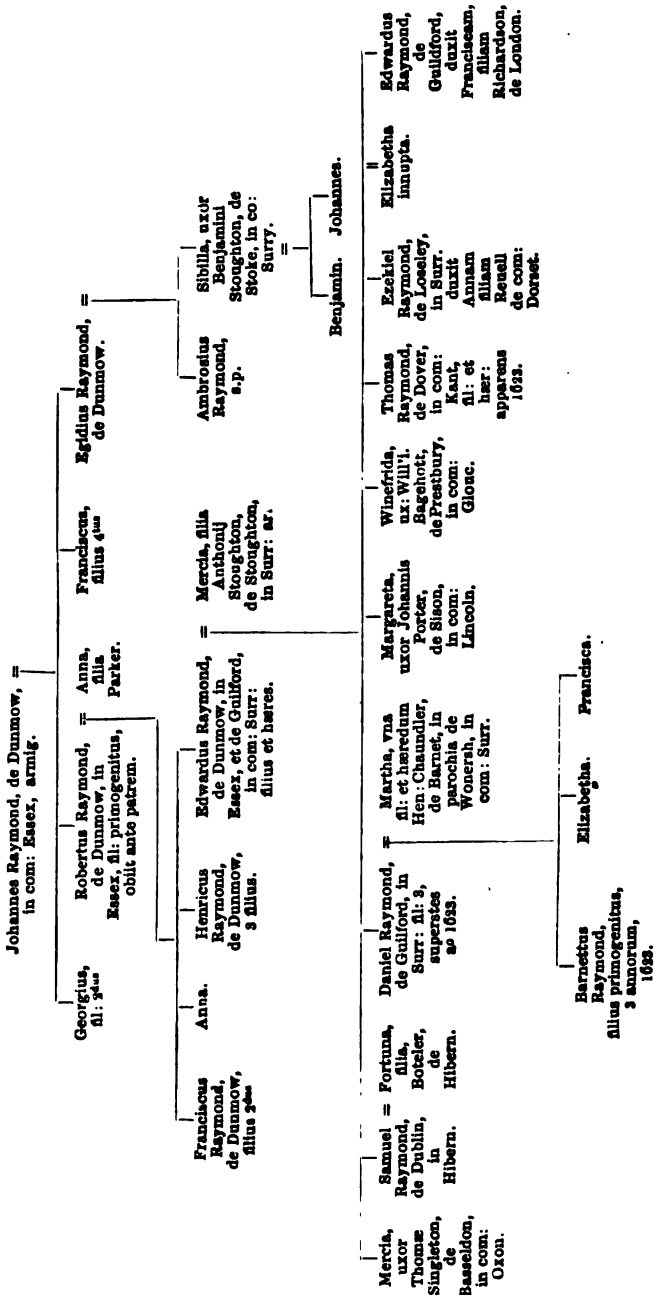 Johannes Raymond, de Dunmow, =
in com: Essex, armig.
Georgius,
fil: 2dus
Robertus Raymond,
de Dunmow, in
Essex, fil: primogenitus,
obiit ante patrem.
=
Anna,
filia
Parker.
Franciscus,
filius 4tus
Egidius Raymond,
de Dunmow.
=
Franciscus
Raymond,
de Dunmow,
filius 2dus
Anna.
Henricus
Raymond,
de Dunmow,
3 filius.
Edwardus Raymond,
de Dunmow, in
Essex, et de Guilford,
in com: Surr:
filius et hæres.
=
Mercia, filia
Anthonij
Stoughton,
de Stoughton,
in Surr: ar.
Ambrosius
Raymond,
s.p.
Sibilla, uxor
Benjamini
Stoughton, de
Stoke, in co:
Surry.
=
Benjamin. Johannes.
Mercia,
uxor
Thomæ
Singleton,
de
Basseldon,
in com:
Oxon.
Samuel =
Raymond,
de Dublin,
in
Hibern.
Fortuna,
filia,
Boteler,
de
Hibern.
Daniel Raymond,
de Guilford, in
Surr: fil: 3,
superstes
ao 1623.
=
Martha, vna
fil: et hæredum
Hen: Chaundler,
de Barnet, in
parochia de
Wonersh, in
com: Surr.
Margareta,
uxor Johannis
Porter,
de Sison,
in com:
Lincoln.
Winefrida,
ux: Will'i.
Bagehott,
de Prestbury,
in com:
Glouc.
Thomas
Raymond,
de Dover,
in com:
Kant,
fil: et
hær:
apparens
1623.
Ezekiel
Raymond,
de Loseley,
in Surr.
duxit
Annam
filiam
Reuell
de com:
Dorset.
Elizabetha
innupta.
Edwardus
Raymond,
de
Guildford,
duxit
Franciscam,
filiam
Richardson,
de London.
Barnettus
Raymond,
filius primogenitus,
3 annorum,
1623.
Elizabetha.
Francisca.